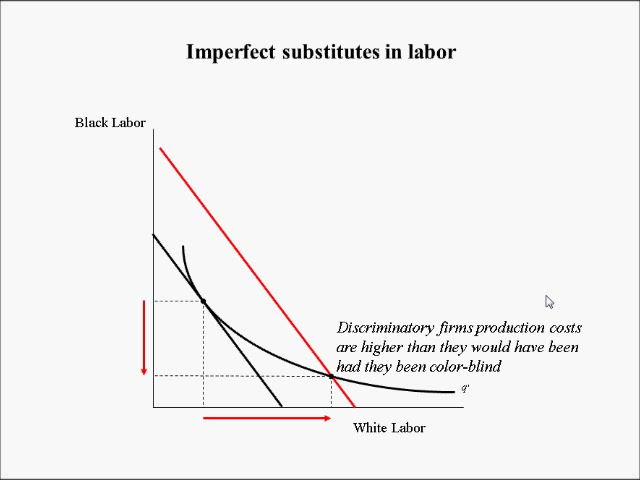 Imperfect substitutes in labor
Black Labor
Discriminatory firms production costs
are higher than they would have been
had they been color-blind
q*
White Labor